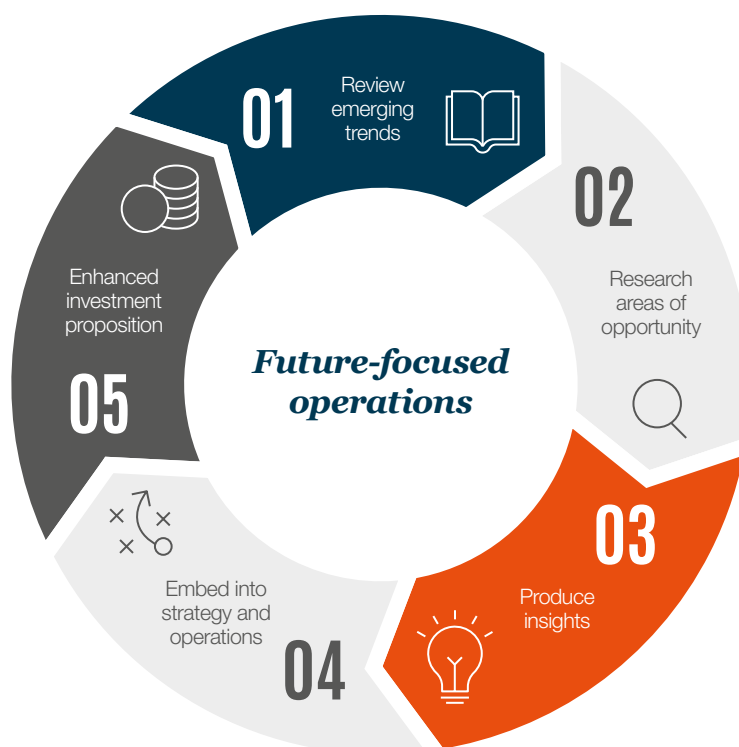 01
Review
emerging
trends
02
Research
areas of
opportunity
03
Produce
insights
04
Embed into
strategy and
operations
05
Enhanced
investment
proposition
Future-focused
operations